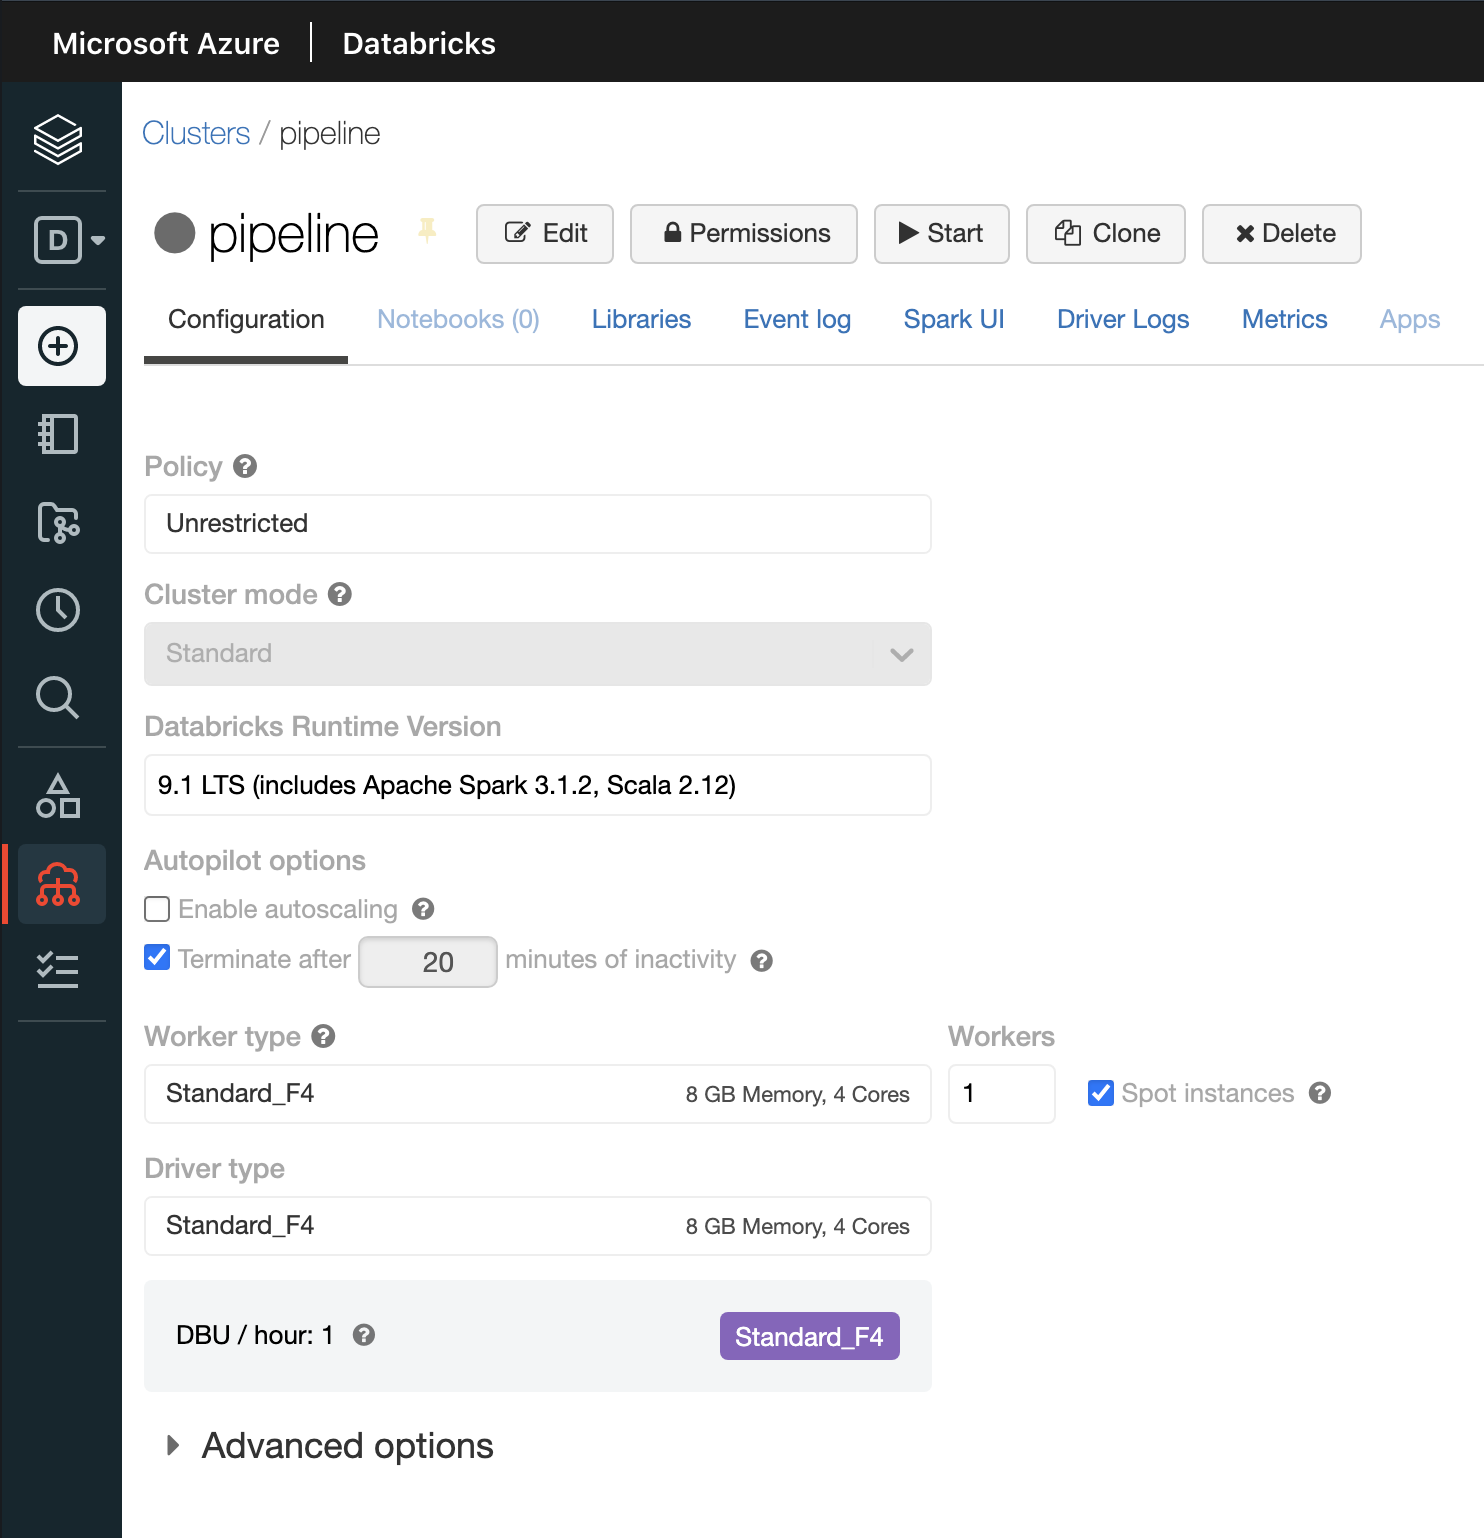 Microsoft Azure | Databricks
Clusters / pipeline
D
pipeline Edit Permissions Start Clone Delete
Configuration Notebooks (0) Libraries Event log Spark UI Driver Logs Metrics Apps
Policy ?
Unrestricted
Cluster mode ?
Standard
Databricks Runtime Version
9.1 LTS (includes Apache Spark 3.1.2, Scala 2.12)
Autopilot options
Enable autoscaling ?
Terminate after 20 minutes of inactivity ?
Worker type ? Workers
Standard_F4 8 GB Memory, 4 Cores 1 Spot instances ?
Driver type
Standard_F4 8 GB Memory, 4 Cores
DBU / hour: 1 ? Standard_F4
Advanced options